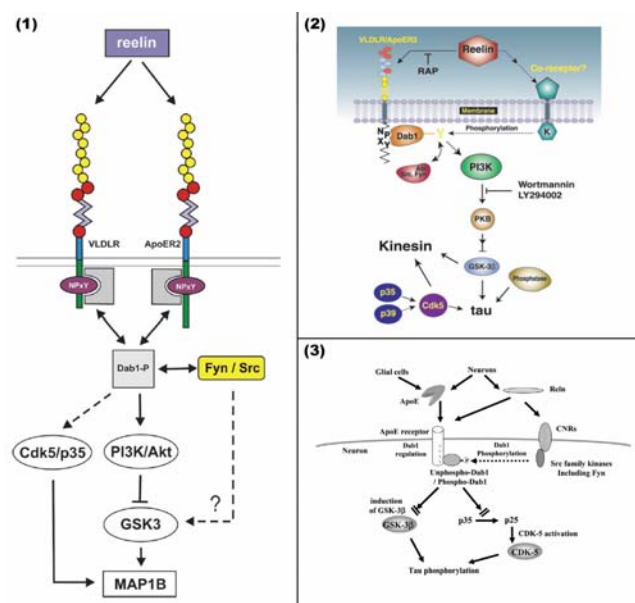 (1)
reelin
VLDLR
ApoER2
NPxY
NPxY
Dab1-P
Fyn / Src
Cdk5/p35
PI3K/Akt
?
GSK3
MAP1B
(2)
VLDLR/ApoER2
Reelin
RAP
Co-receptor?
Membrane
N
P
X
Y
Dab1
Y
Phosphorylation
K
PI3K
Wortmannin
LY294002
PKB
Kinesin
GSK-3β
Phosphatase
p35
p39
Cdk5
tau
(3)
Glial cells
Neurons
ApoE
Reln
ApoE receptor
CNRs
Neuron
Dab1
regulation
Dab1
Phosphorylation
P
Unphospho-Dab1
/ Phospho-Dab1
Src family kinases
Including Fyn
induction
of GSK-3β
GSK-3β
p35
p25
CDK-5 activation
CDK-5
Tau phosphorylation